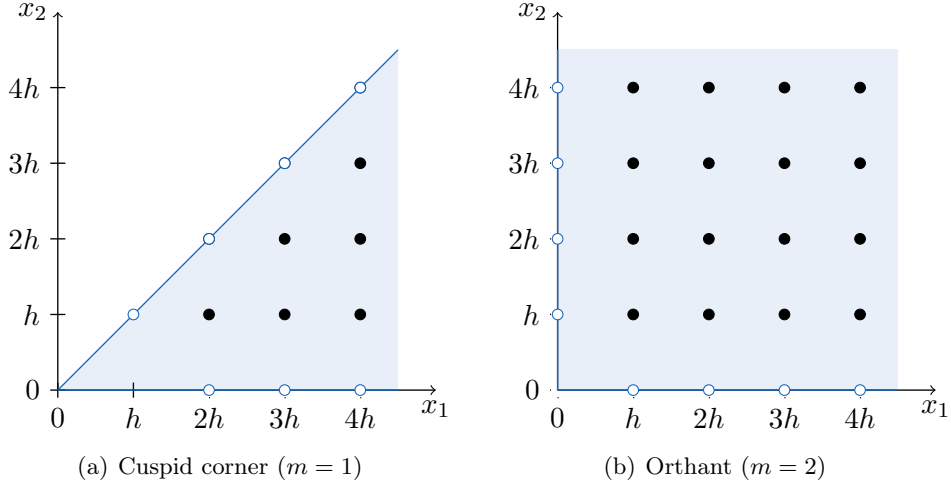 x₂
4h
3h
2h
h
0
0 h 2h 3h 4h x₁
(a) Cuspid corner (m = 1)
x₂
4h
3h
2h
h
0
0 h 2h 3h 4h x₁
(b) Orthant (m = 2)